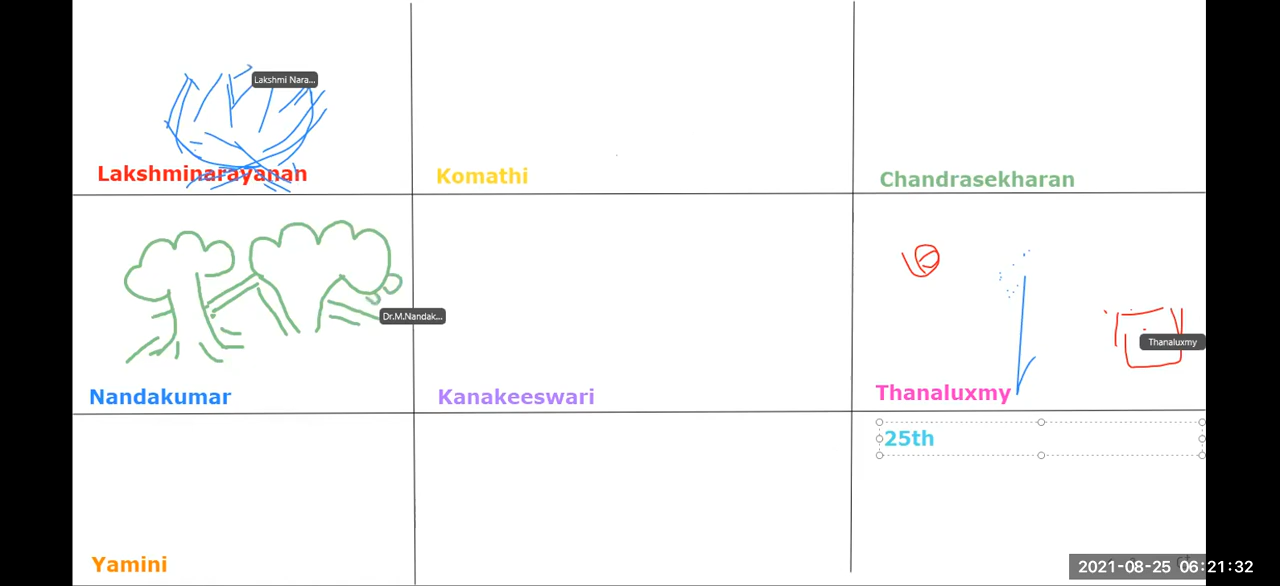 Lakshmi Nara...
Lakshminarayanan
Komathi
Chandrasekharan
Dr.M.Nandak...
Thanaluxmy
Nandakumar
Kanakeeswari
Thanaluxmy
25th
Yamini
2021-08-25 06:21:32